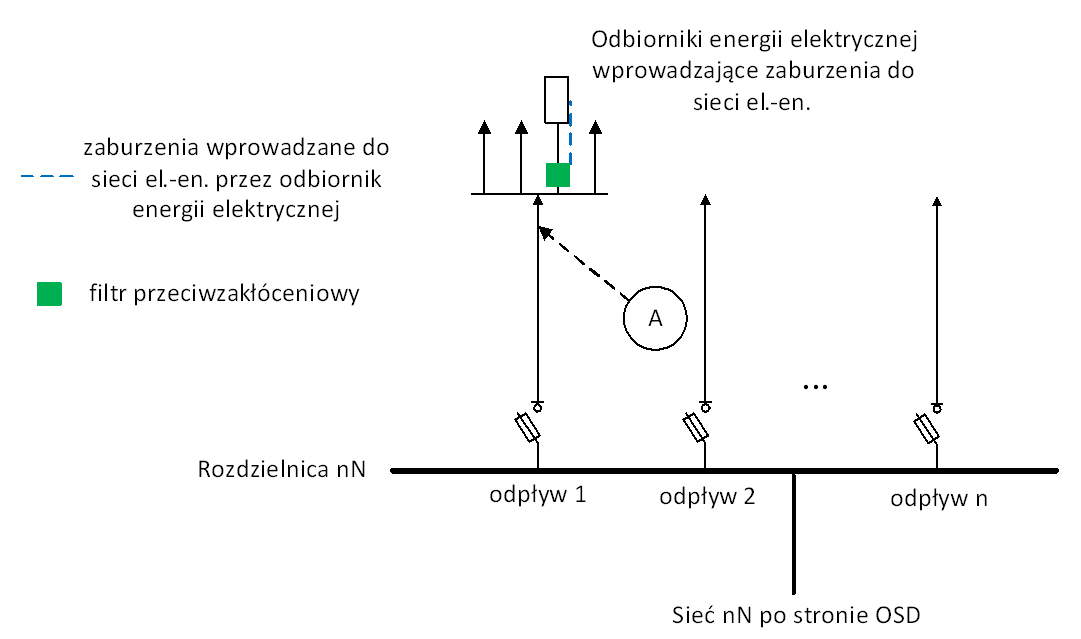 Odbiorniki energii elektrycznej
wprowadzające zaburzenia do
sieci el.-en.
zaburzenia wprowadzane do
sieci el.-en. przez odbiornik
energii elektrycznej
filtr przeciwzakłóceniowy
A
...
Rozdzielnica nN
odpływ 1
odpływ 2
odpływ n
Sieć nN po stronie OSD